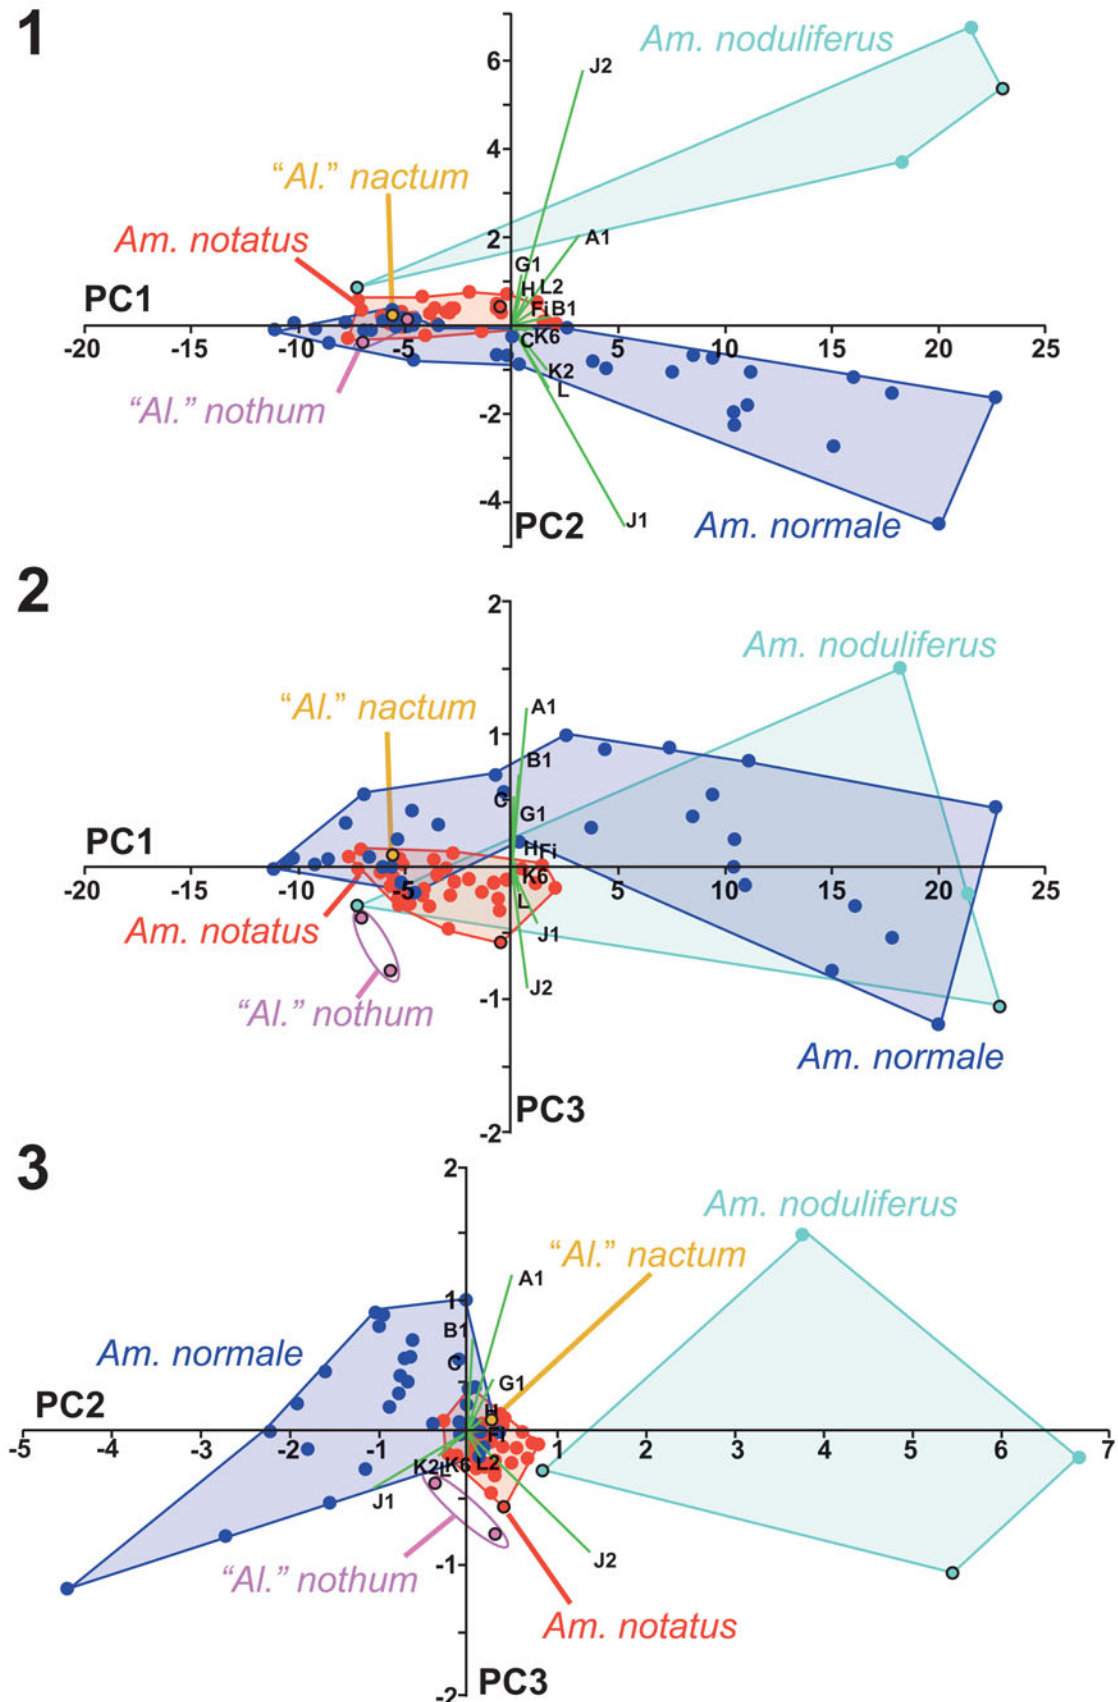 1
Am. noduliferus
6
J2
4
"Al." nactum
Am. notatus
2
A1
G1
H L2
PC1
Fi B1
-20 -15 -5 5 10 15 20 25
C K6
K2
L
"Al." nothum
-2
-4
J1
PC2
Am. normale
2
2
Am. noduliferus
"Al." nactum
A1
1
B1
C
G1
PC1
H Fi
-20 -15 -5 5 10 15 20 25
K6
L
Am. notatus
J1
J2
"Al." nothum
-1
Am. normale
PC3
-2
3
2
Am. noduliferus
"Al." nactum
A1
1
B1
Am. normale
C
G1
PC2
H
Fi
-5 -4 -3 -2 -1 1 2 3 4 5 6 7
K2 L K6 L2
J1
J2
-1
"Al." nothum
Am. notatus
PC3
-2